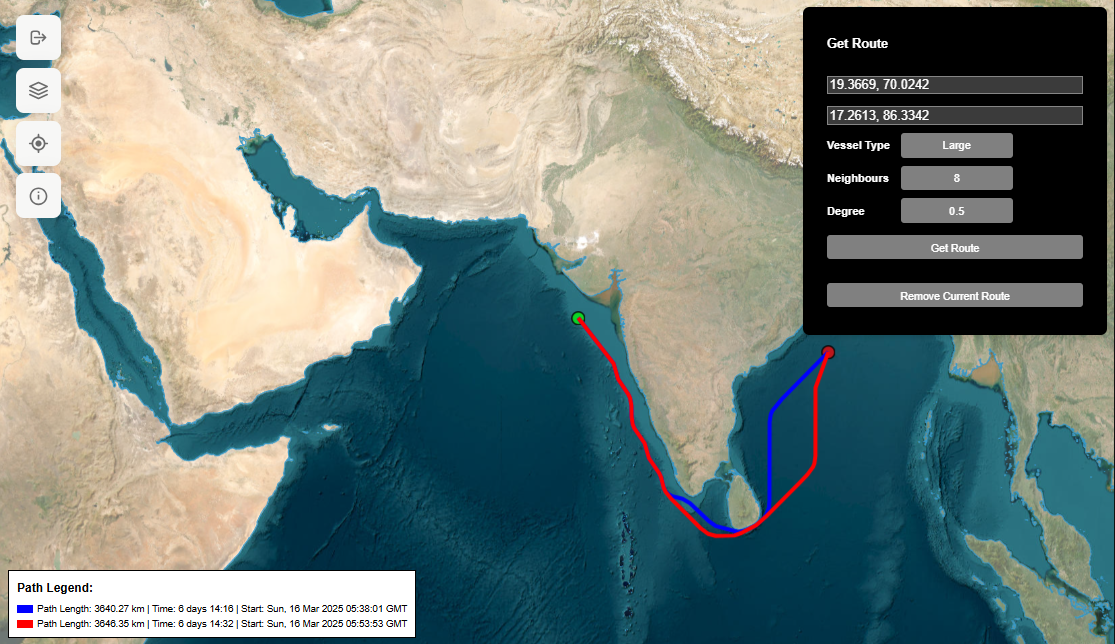 Get Route
19.3669, 70.0242
17.2613, 86.3342
Vessel Type Large
Neighbours 8
Degree 0.5
Get Route
Remove Current Route
Path Legend:
Path Length: 3640.27 km | Time: 6 days 14:16 | Start: Sun, 16 Mar 2025 05:38:01 GMT
Path Length: 3646.35 km | Time: 6 days 14:32 | Start: Sun, 16 Mar 2025 05:53:53 GMT